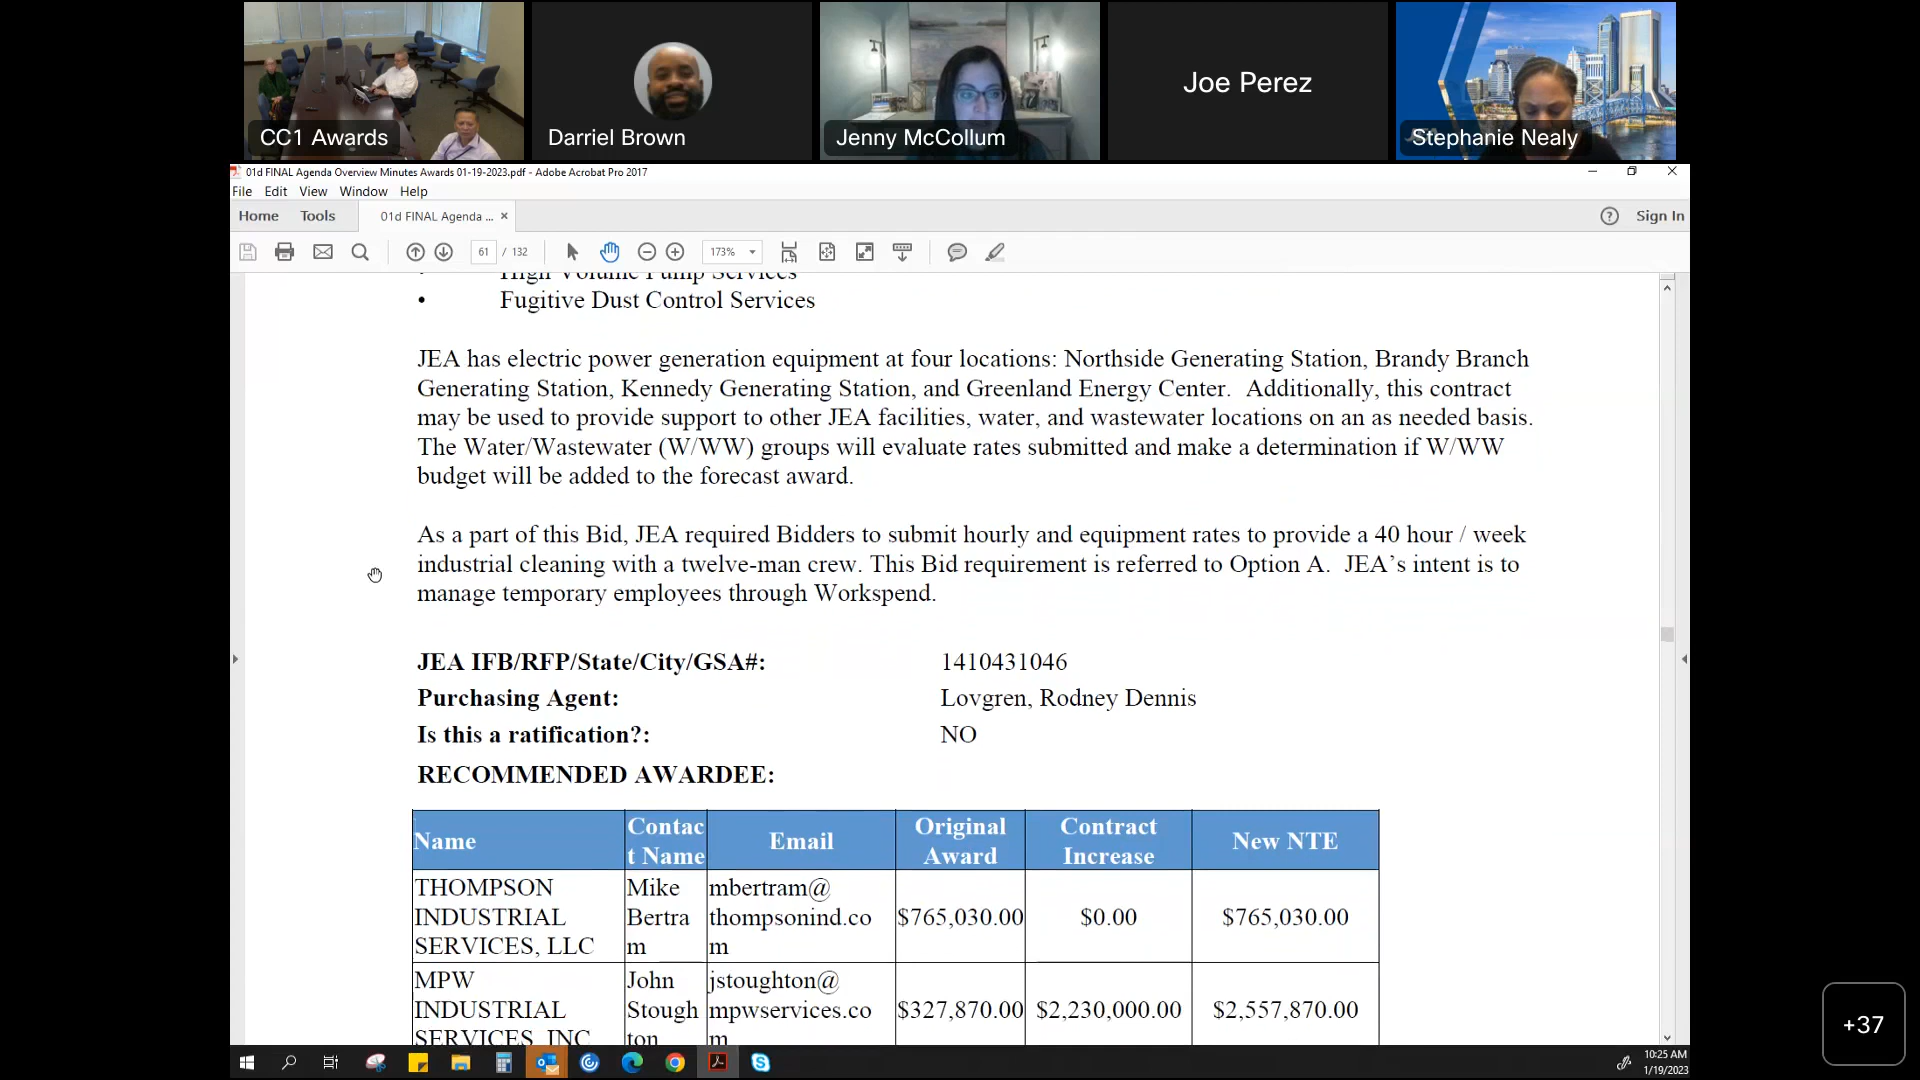 CC1 Awards
Darriel Brown
Jenny McCollum
Joe Perez
Stephanie Nealy
01d FINAL Agenda Overview Minutes Awards 01-19-2023.pdf - Adobe Acrobat Pro 2017
File Edit View Window Help
Home Tools 01d FINAL Agenda ... × Sign In
61 / 132 173%
• High Volume Pump Services
• Fugitive Dust Control Services
JEA has electric power generation equipment at four locations: Northside Generating Station, Brandy Branch
Generating Station, Kennedy Generating Station, and Greenland Energy Center. Additionally, this contract
may be used to provide support to other JEA facilities, water, and wastewater locations on an as needed basis.
The Water/Wastewater (W/WW) groups will evaluate rates submitted and make a determination if W/WW
budget will be added to the forecast award.
As a part of this Bid, JEA required Bidders to submit hourly and equipment rates to provide a 40 hour / week
industrial cleaning with a twelve-man crew. This Bid requirement is referred to Option A. JEA’s intent is to
manage temporary employees through Workspend.
JEA IFB/RFP/State/City/GSA#: 1410431046
Purchasing Agent: Lovgren, Rodney Dennis
Is this a ratification?: NO
RECOMMENDED AWARDEE:
Name
Contac
t Name
Email
Original
Award
Contract
Increase
New NTE
THOMPSON
INDUSTRIAL
SERVICES, LLC
Mike
Bertra
m
mbertram@
thompsonind.co
m
$765,030.00
$0.00
$765,030.00
MPW
INDUSTRIAL
SERVICES, INC
John
Stough
ton
jstoughton@
mpwservices.co
m
$327,870.00
$2,230,000.00
$2,557,870.00
+37
10:25 AM
1/19/2023